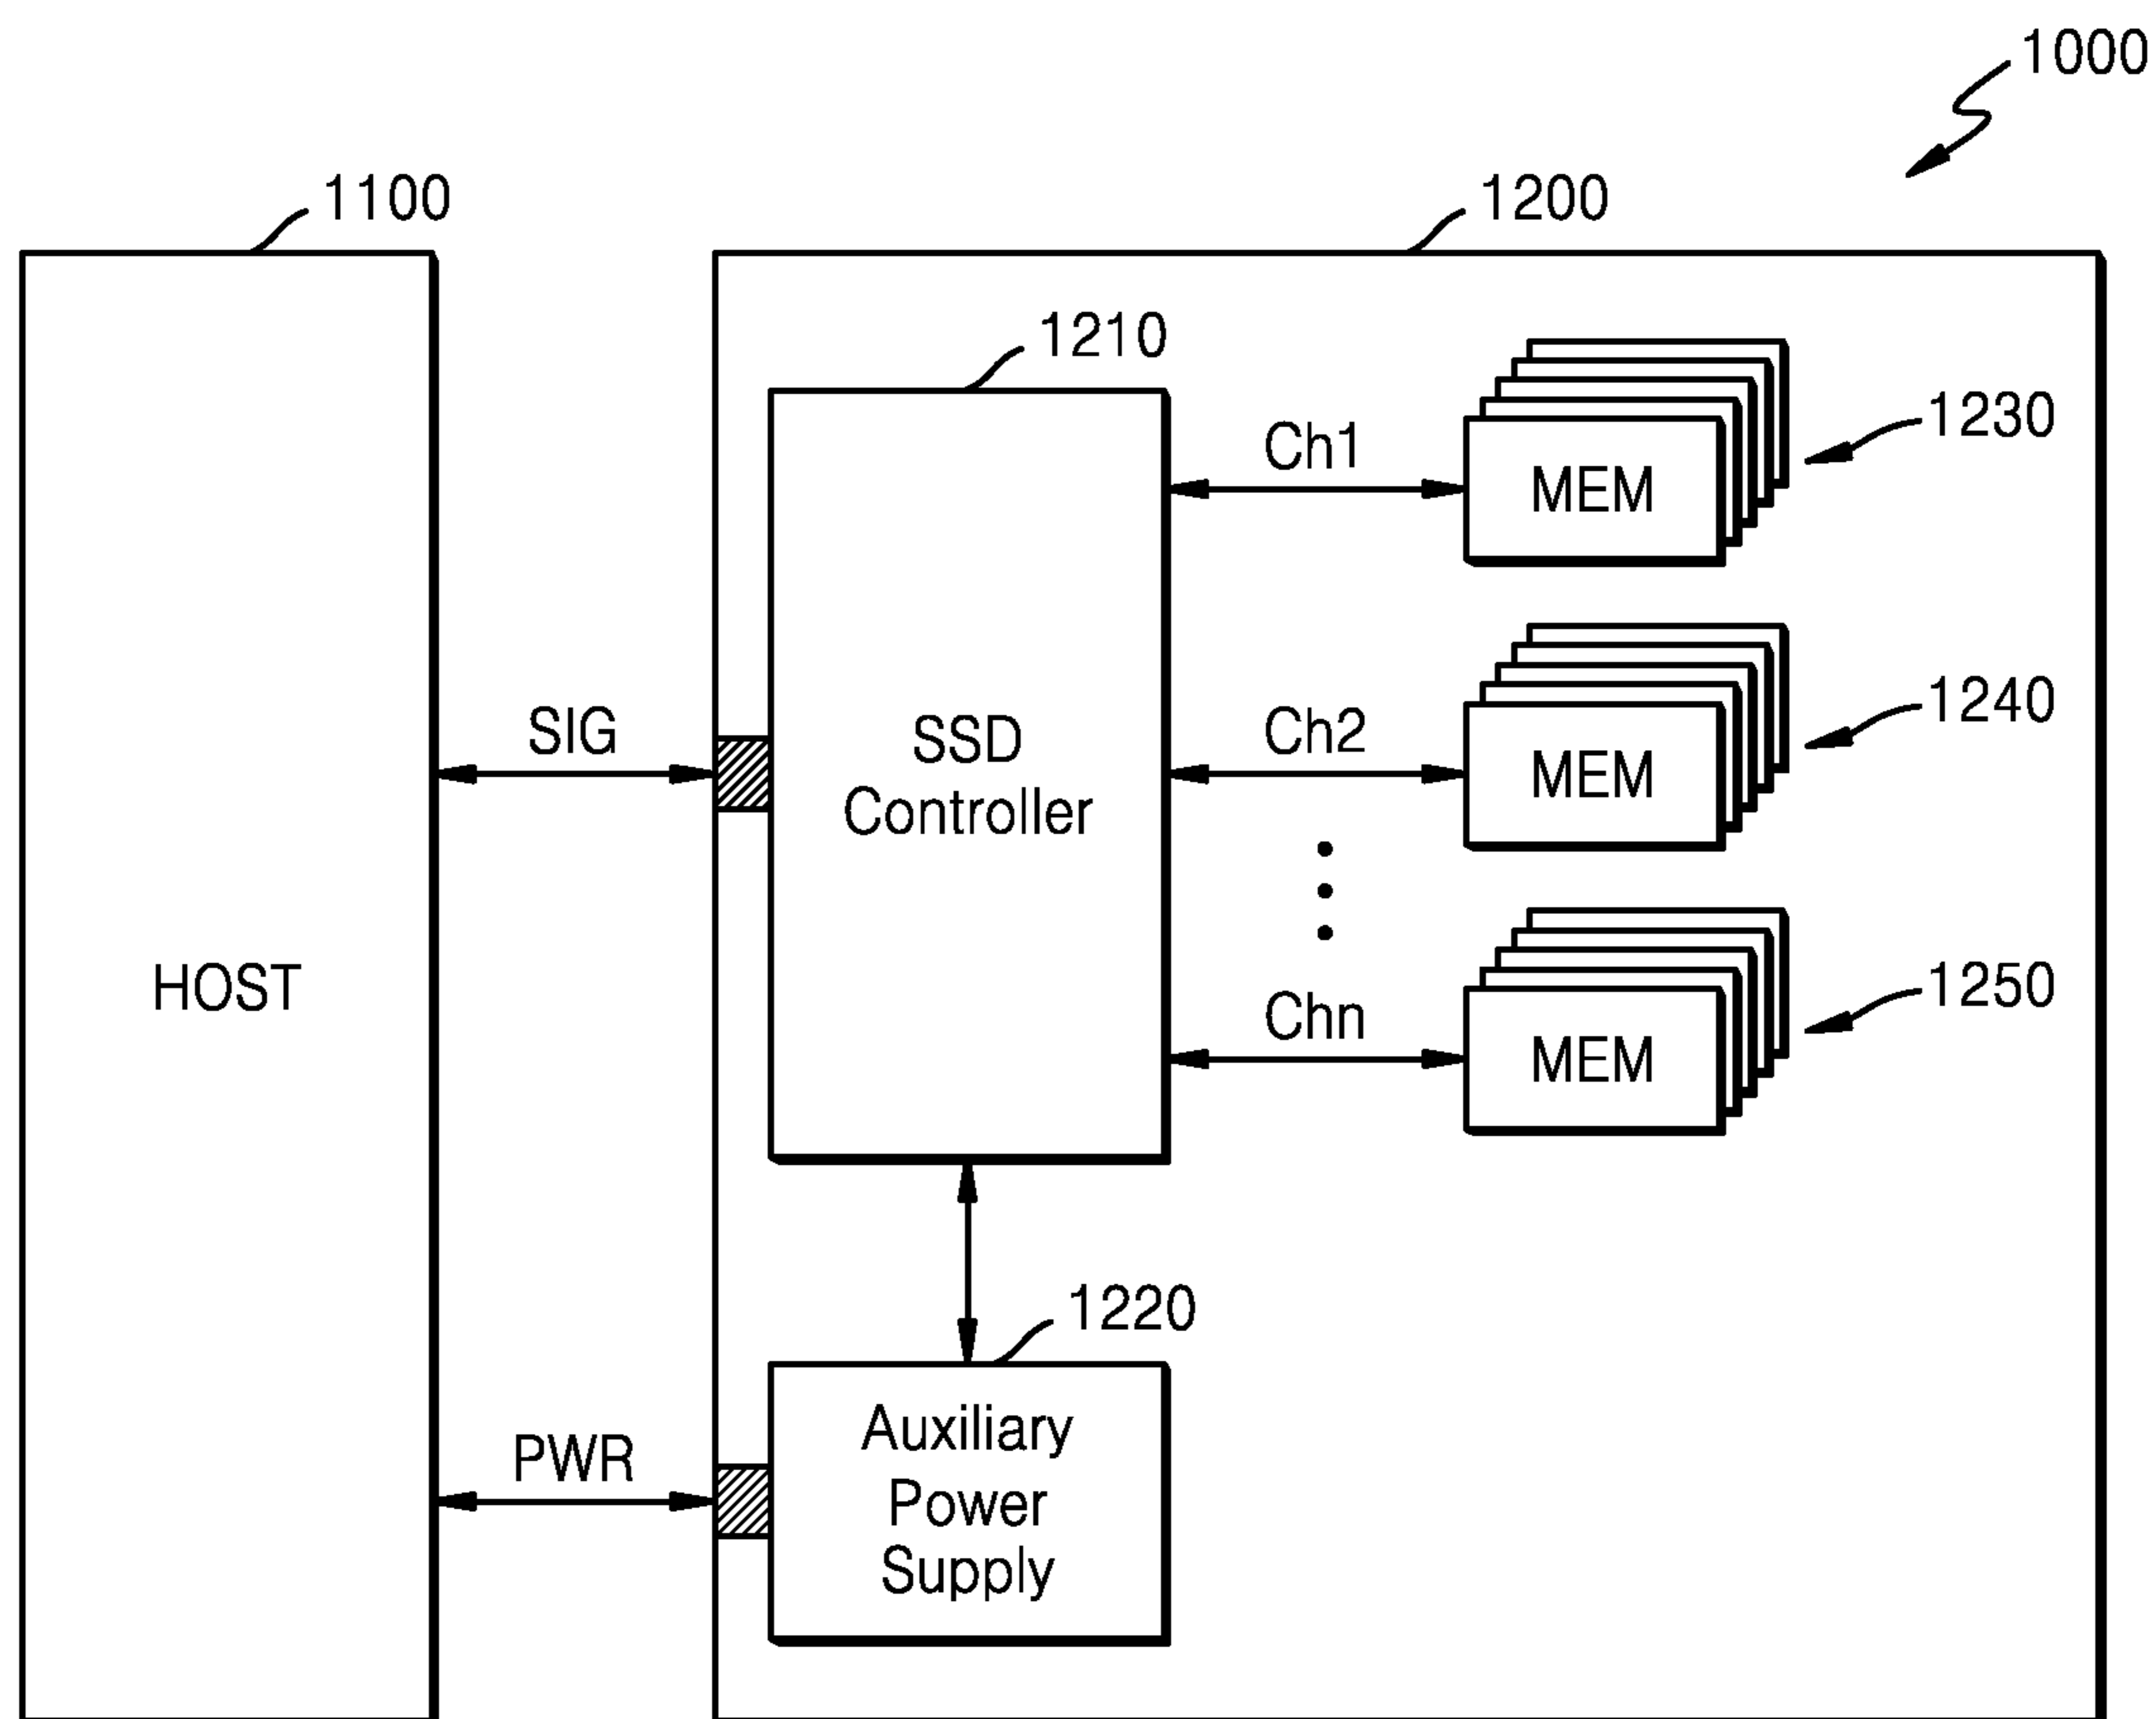 1000
1100
1200
1210
Ch1
MEM
1230
SIG
SSD
Controller
Ch2
MEM
1240
HOST
Chn
MEM
1250
1220
PWR
Auxiliary
Power
Supply